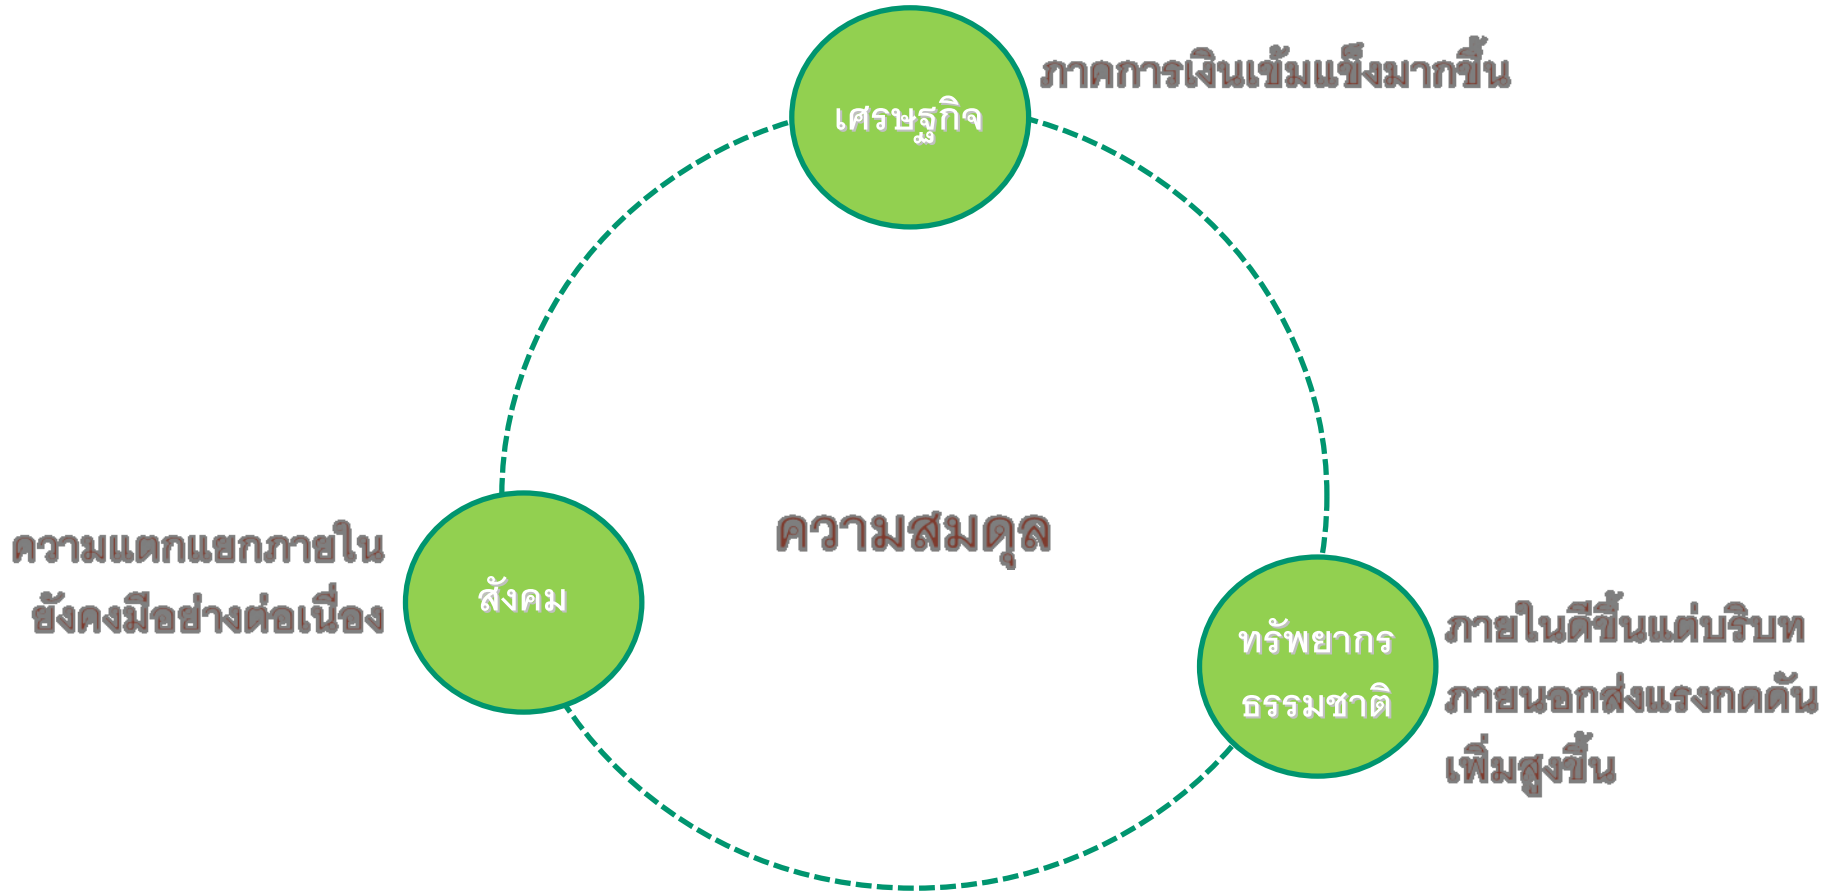 เศรษฐกิจ
ภาคการเงินเข้มแข็งมากขึ้น
ความสมดุล
ความแตกแยกภายใน
ยังคงมีอย่างต่อเนื่อง
สังคม
ทรัพยากร
ธรรมชาติ
ภายในดีขึ้นแต่บริบท
ภายนอกส่งแรงกดดัน
เพิ่มสูงขึ้น